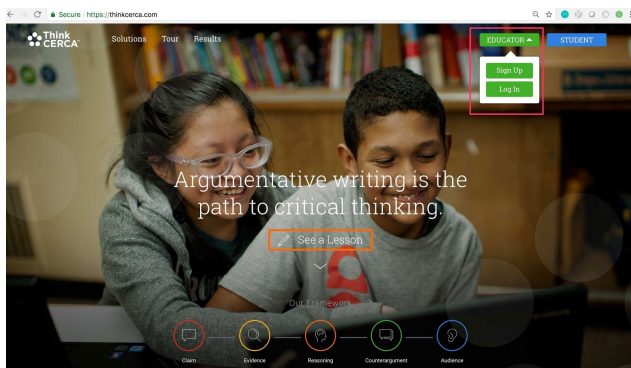 Secure https://thinkcerca.com
Think
CERCA
Solutions Tour Results
EDUCATOR STUDENT
Sign Up
Log In
Argumentative writing is the
path to critical thinking.
See a Lesson
Our Framework
Claim Evidence Reasoning Counterargument Audience